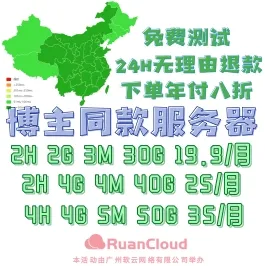 免费测试
24H无理由退款
下单年付八折
博主同款服务器
2H 2G 3M 30G 19.9/月
2H 4G 4M 40G 25/月
4H 4G 5M 50G 35/月
RuanCloud
本活动由广州软云网络有限公司举办